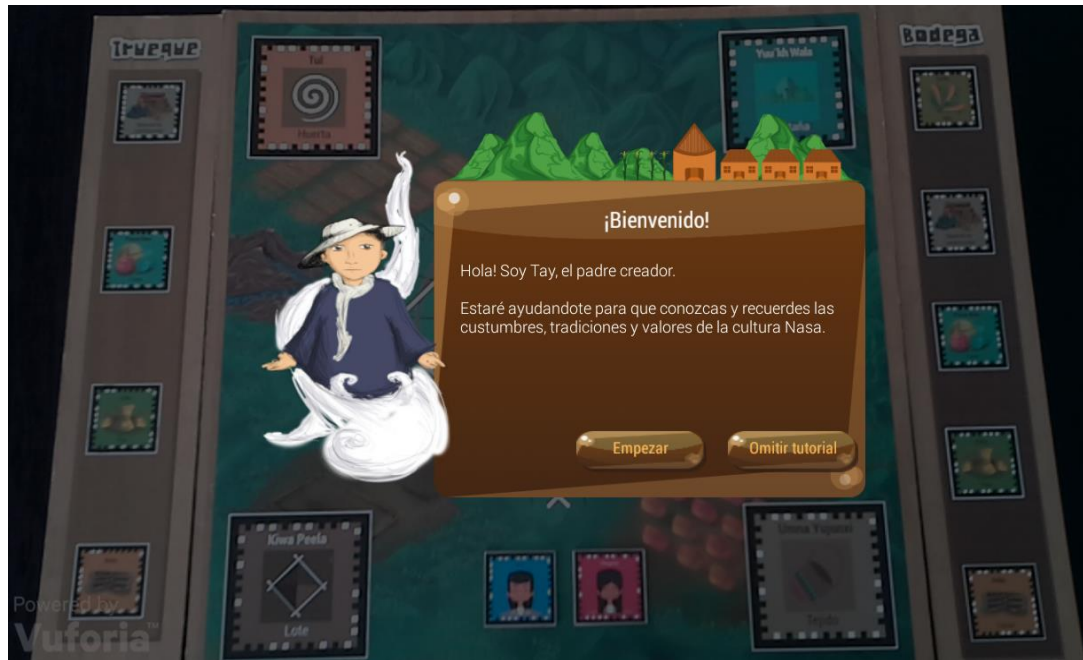 Trueque
Bodega
Tul
Huerta
Yuu'kh Wala
¡Bienvenido!
Hola! Soy Tay, el padre creador.
Estaré ayudandote para que conozcas y recuerdes las
custumbres, tradiciones y valores de la cultura Nasa.
Empezar
Omitir tutorial
Kiwa Peela
Lote
Tejido
Powered by
Vuforia™